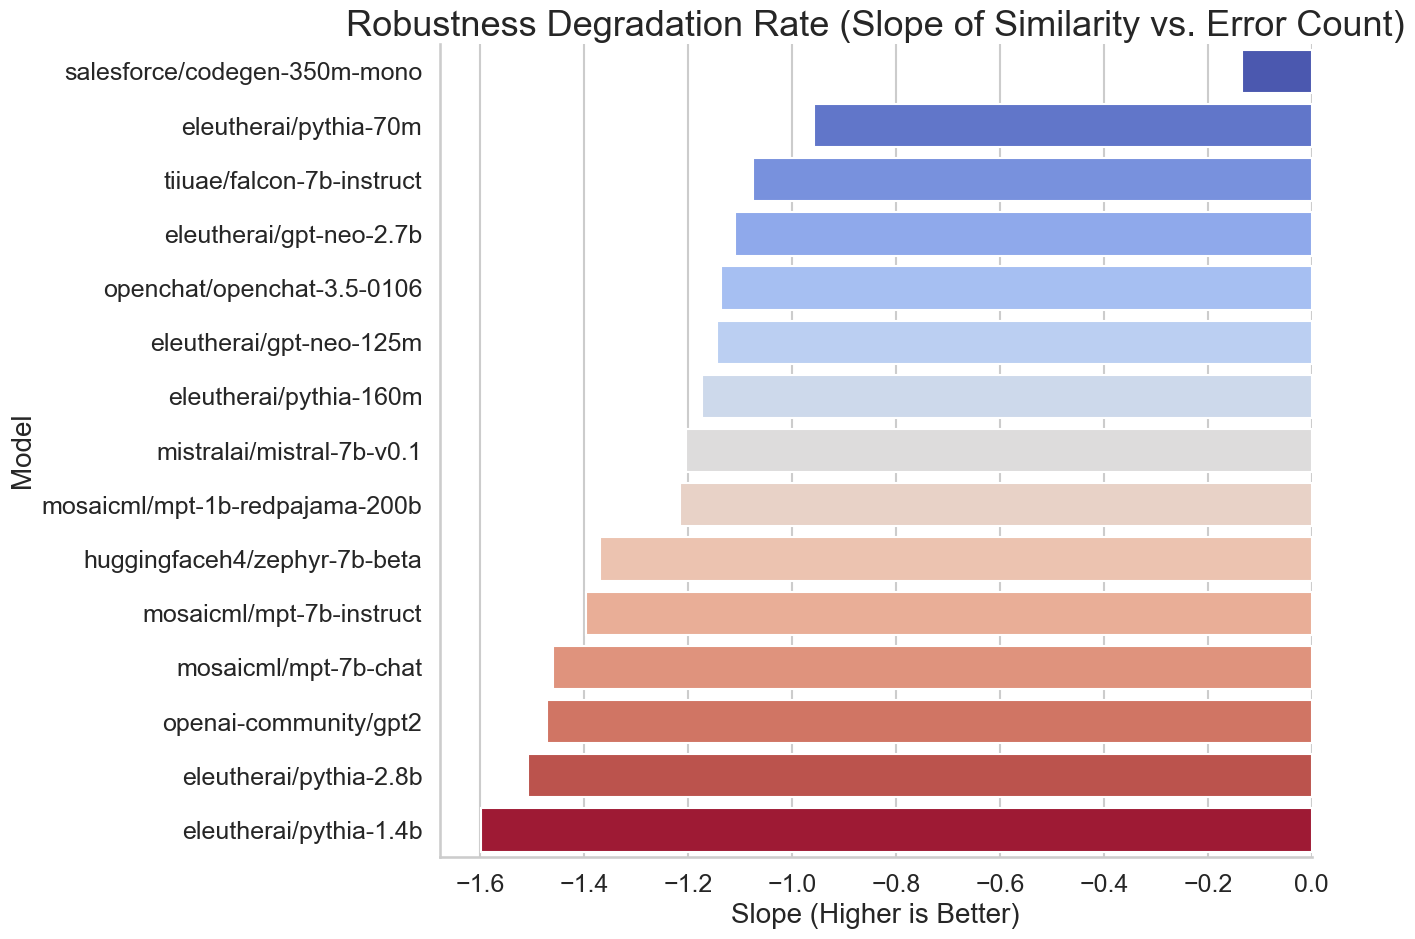 Robustness Degradation Rate (Slope of Similarity vs. Error Count)
salesforce/codegen-350m-mono
eleutherai/pythia-70m
tiiuae/falcon-7b-instruct
eleutherai/gpt-neo-2.7b
openchat/openchat-3.5-0106
eleutherai/gpt-neo-125m
eleutherai/pythia-160m
mistralai/mistral-7b-v0.1
mosaicml/mpt-1b-redpajama-200b
huggingfaceh4/zephyr-7b-beta
mosaicml/mpt-7b-instruct
mosaicml/mpt-7b-chat
openai-community/gpt2
eleutherai/pythia-2.8b
eleutherai/pythia-1.4b
Model
−1.6 −1.4 −1.2 −1.0 −0.8 −0.6 −0.4 −0.2 0.0
Slope (Higher is Better)